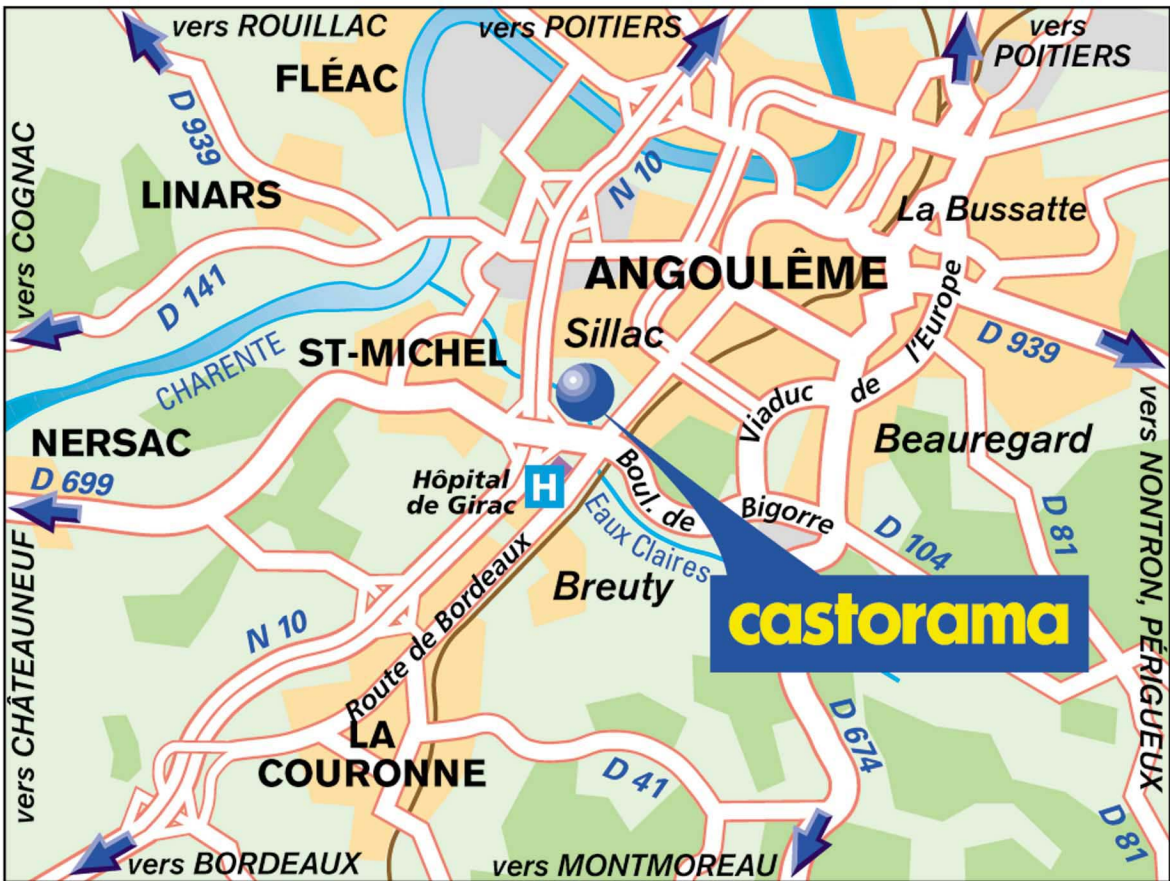 vers ROUILLAC
vers POITIERS
vers
POITIERS
FLÉAC
D 939
vers COGNAC
LINARS
N 10
La Bussatte
ANGOULÊME
D 141
Sillac
l'Europe
D 939
CHARENTE
ST-MICHEL
Viaduc
de
NERSAC
Beauregard
D 699
Hôpital
de Girac
H
Boul. de
Bigorre
Eaux Claires
D 104
D 81
vers NONTRON, PÉRIGUEUX
Breuty
castorama
vers CHÂTEAUNEUF
N 10
Route de Bordeaux
LA
COURONNE
D 674
D 41
D 81
vers BORDEAUX
vers MONTMOREAU